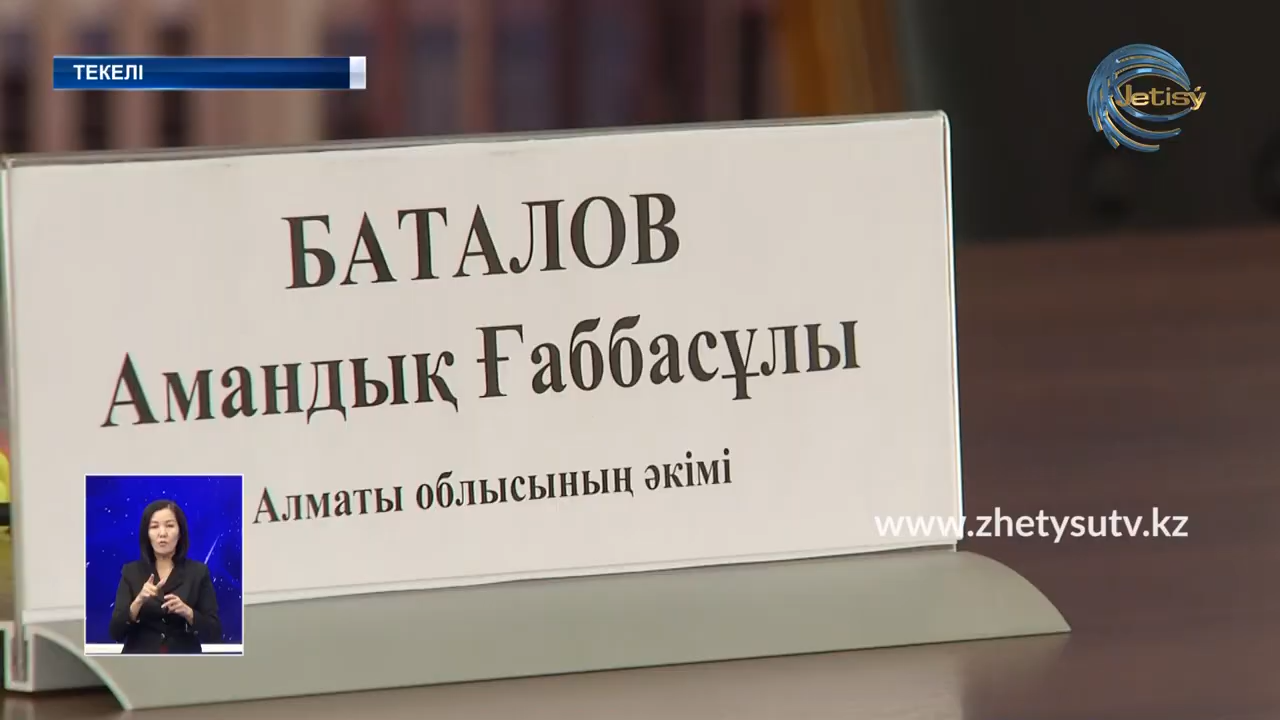 ТЕКЕЛІ
Jetisý
БАТАЛОВ
Амандық Ғаббасұлы
Алматы облысының әкімі
www.zhetysutv.kz